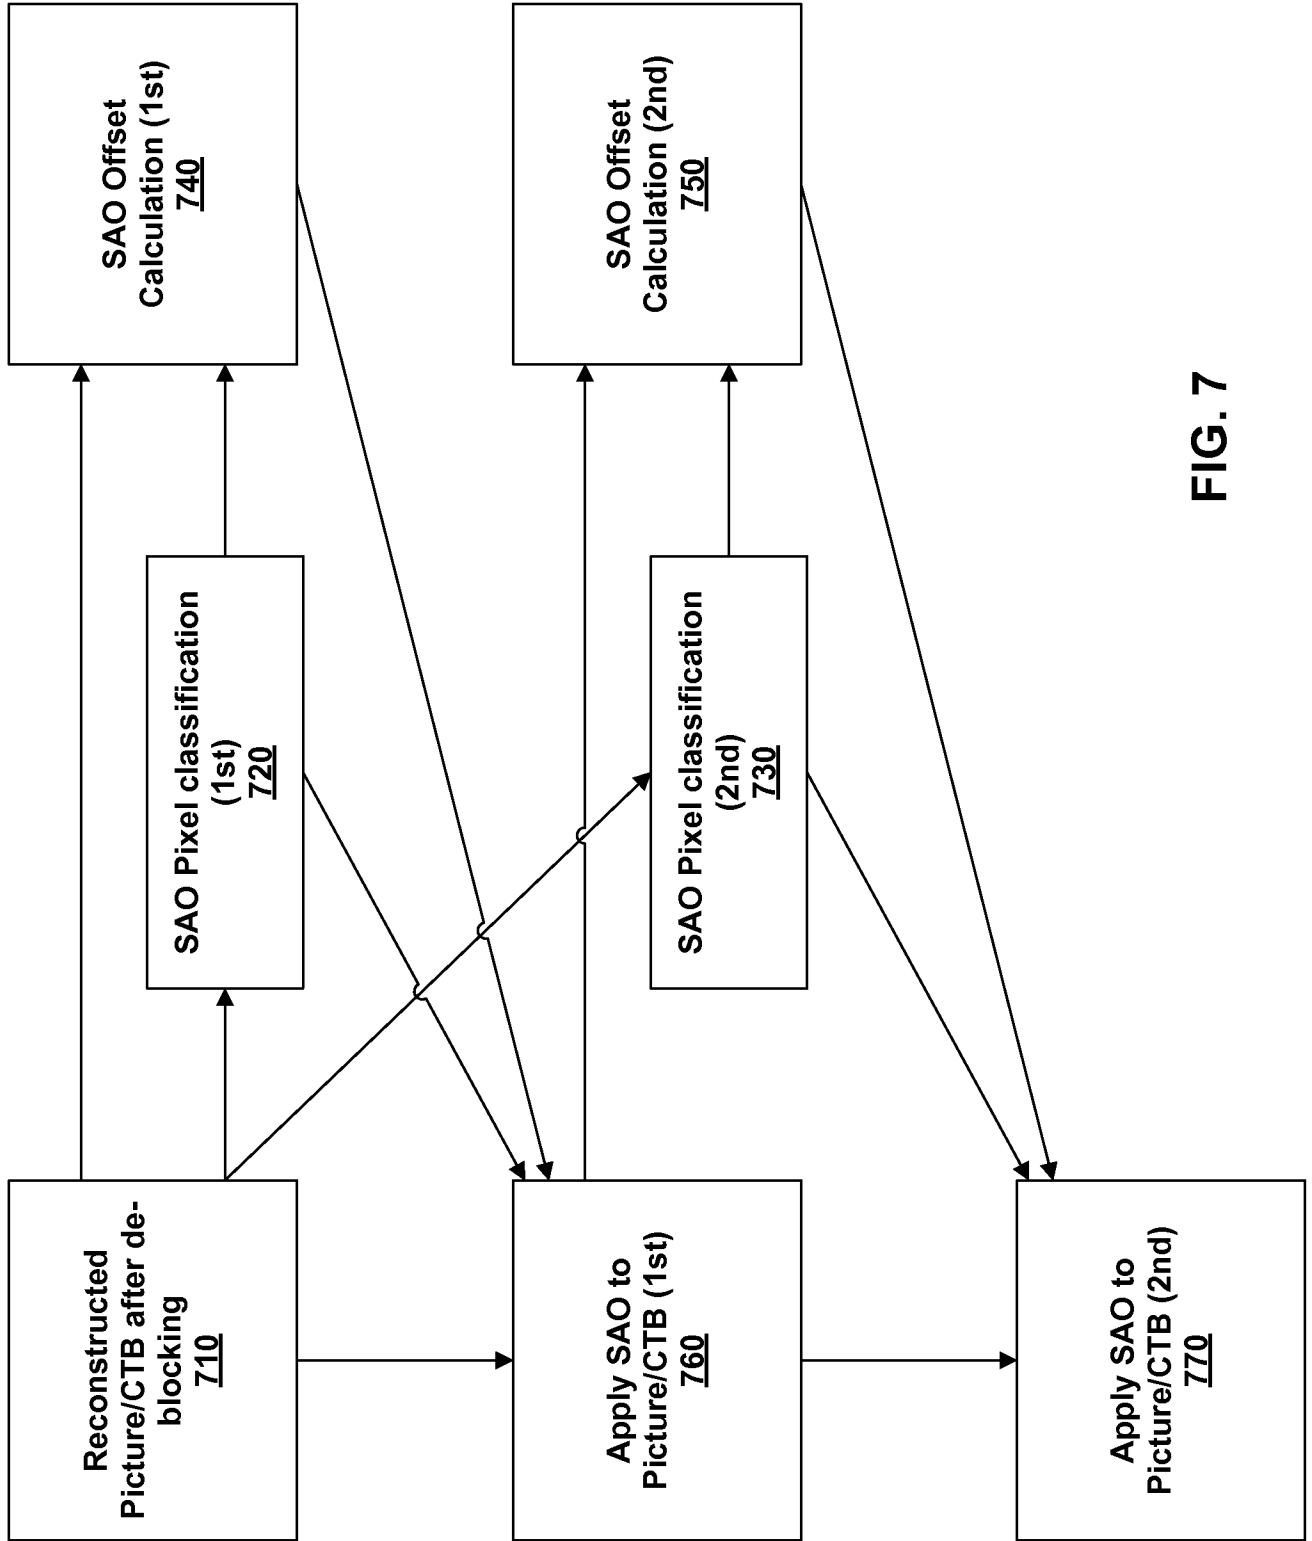 Reconstructed
Picture/CTB after de-
blocking
710
SAO Pixel classification
(1st)
720
SAO Offset
Calculation (1st)
740
Apply SAO to
Picture/CTB (1st)
760
SAO Pixel classification
(2nd)
730
SAO Offset
Calculation (2nd)
750
Apply SAO to
Picture/CTB (2nd)
770
FIG. 7